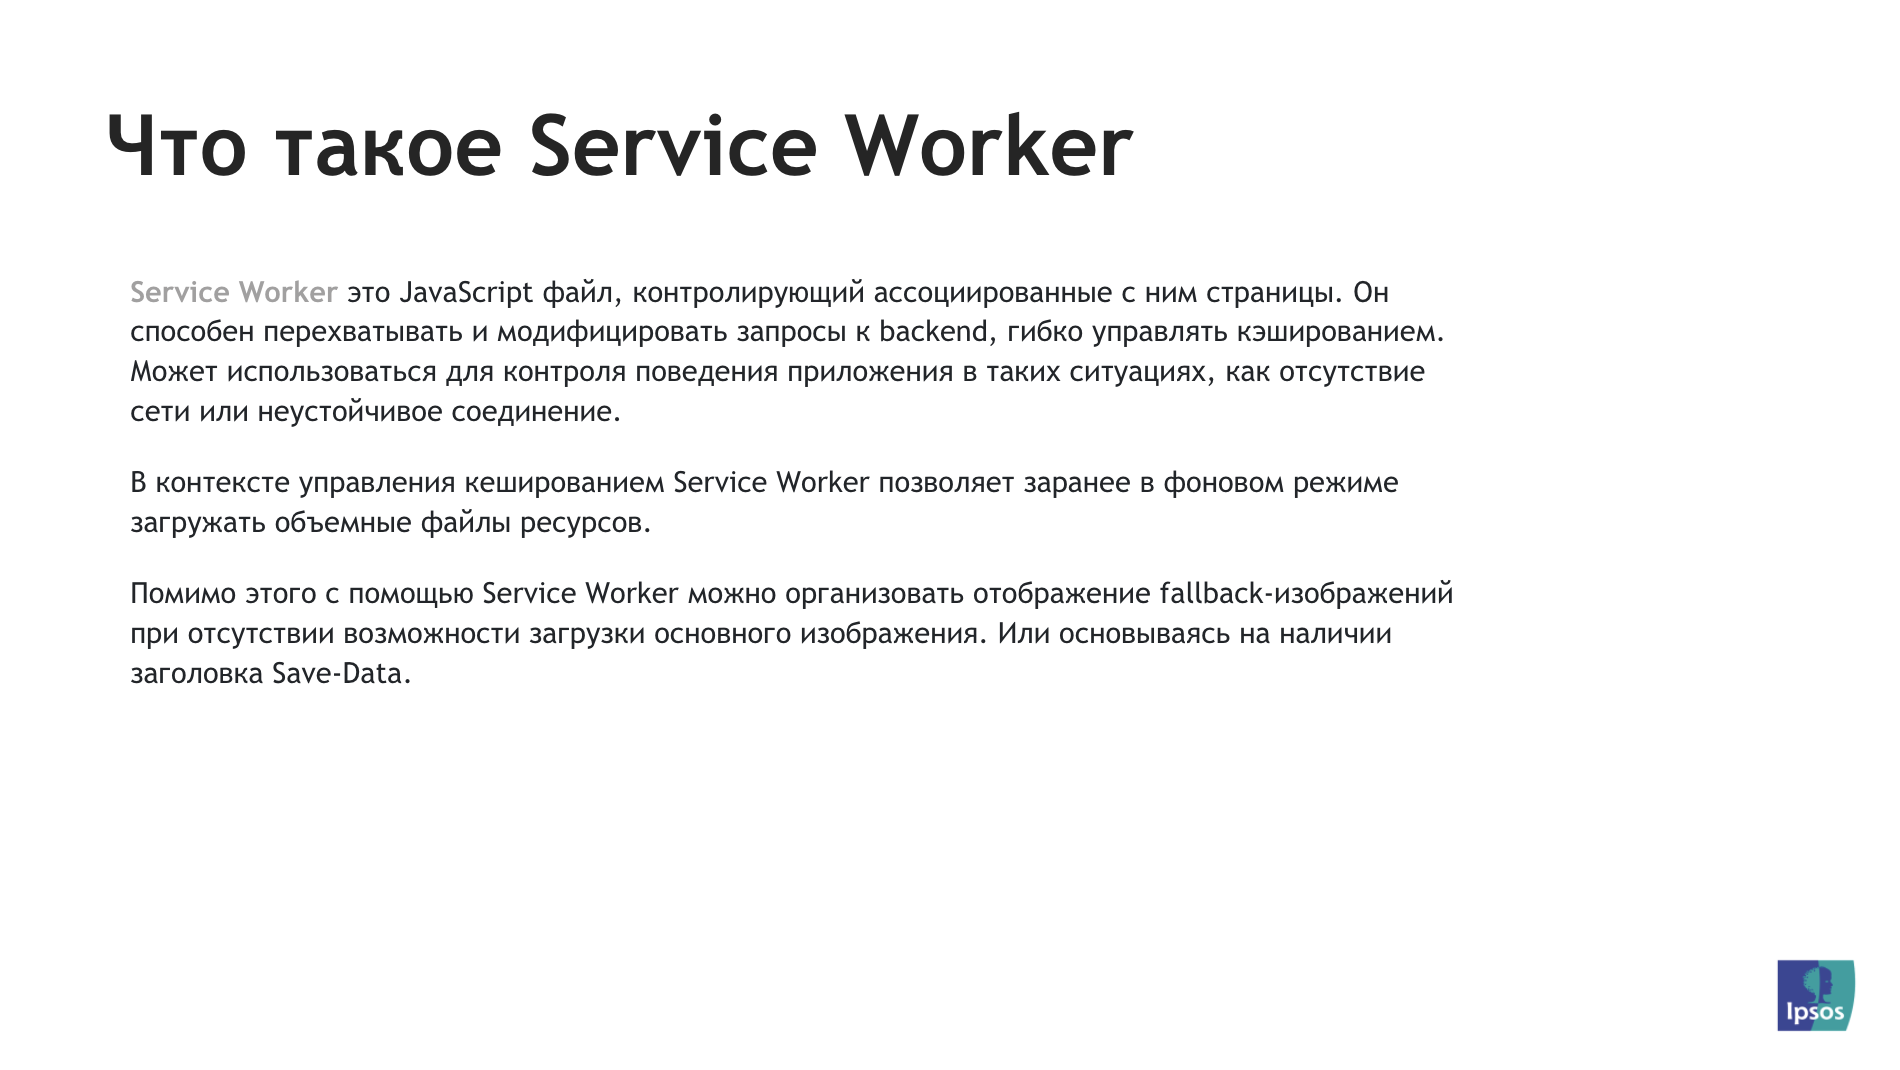 Что такое Service Worker
Service Worker это JavaScript файл, контролирующий ассоциированные с ним страницы. Он
способен перехватывать и модифицировать запросы к backend, гибко управлять кэшированием.
Может использоваться для контроля поведения приложения в таких ситуациях, как отсутствие
сети или неустойчивое соединение.
В контексте управления кешированием Service Worker позволяет заранее в фоновом режиме
загружать объемные файлы ресурсов.
Помимо этого с помощью Service Worker можно организовать отображение fallback-изображений
при отсутствии возможности загрузки основного изображения. Или основываясь на наличии
заголовка Save-Data.
Ipsos